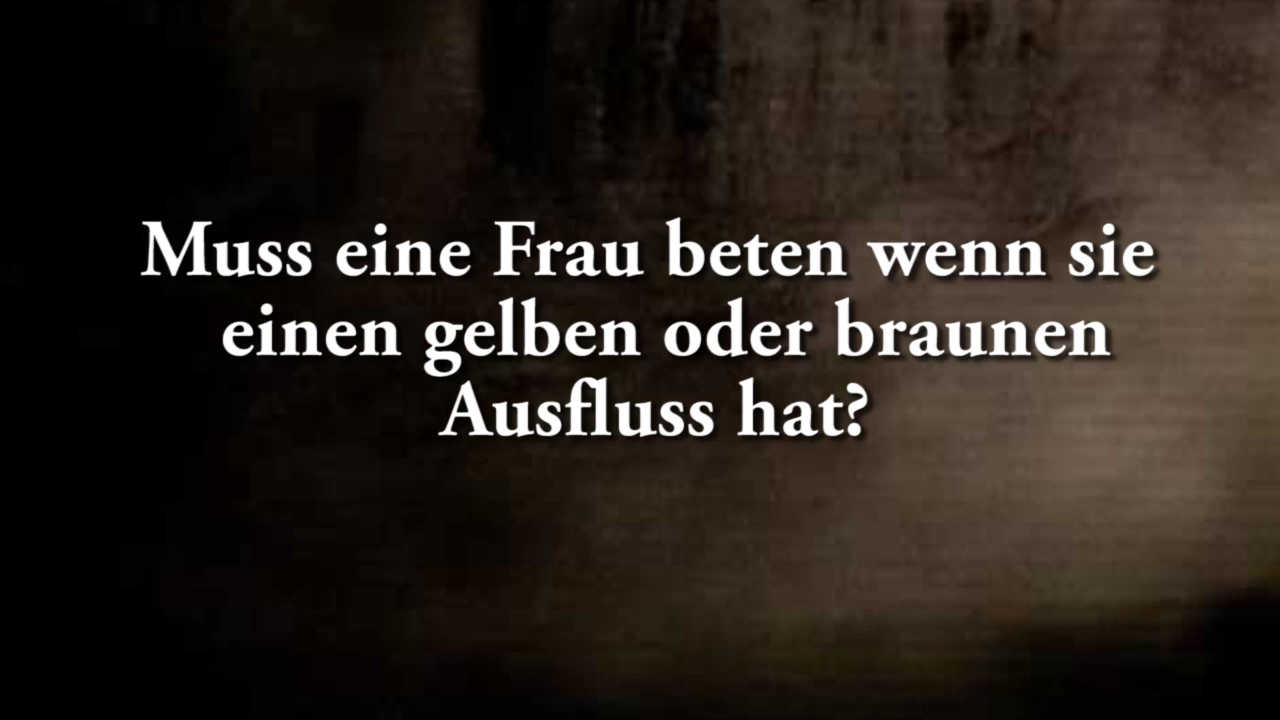 Muss eine Frau beten wenn sie
einen gelben oder braunen
Ausfluss hat?